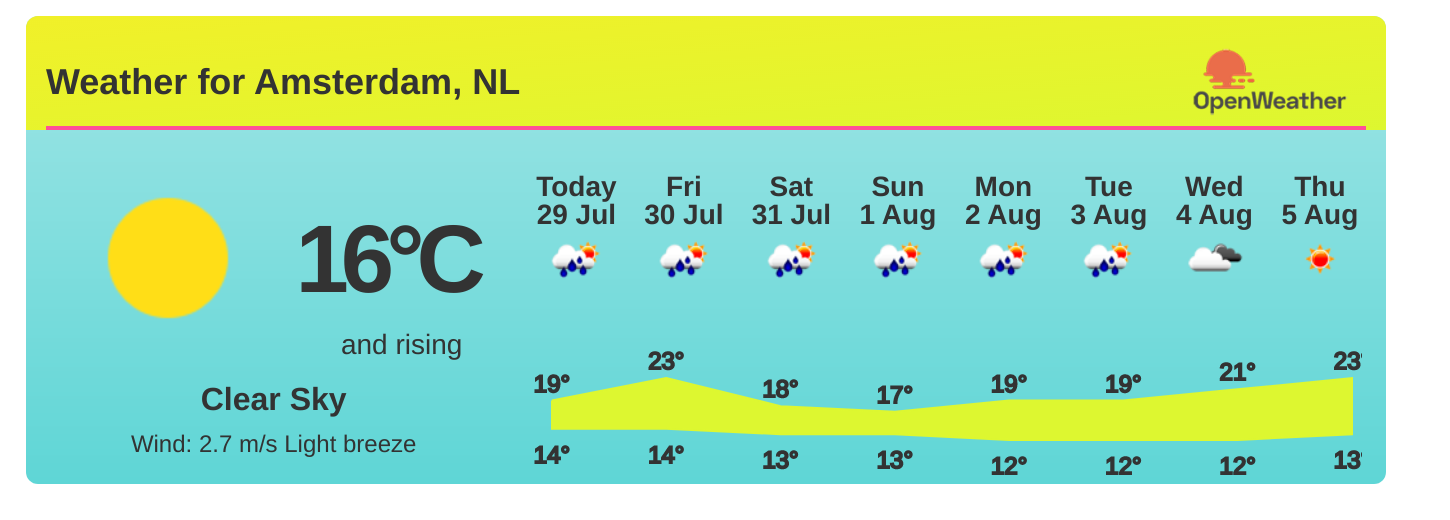 Weather for Amsterdam, NL
OpenWeather
Today Fri Sat Sun Mon Tue Wed Thu
29 Jul 30 Jul 31 Jul 1 Aug 2 Aug 3 Aug 4 Aug 5 Aug
16°C
and rising
Clear Sky
Wind: 2.7 m/s Light breeze
19° 23° 18° 17° 19° 19° 21° 23°
14° 14° 13° 13° 12° 12° 12° 13°